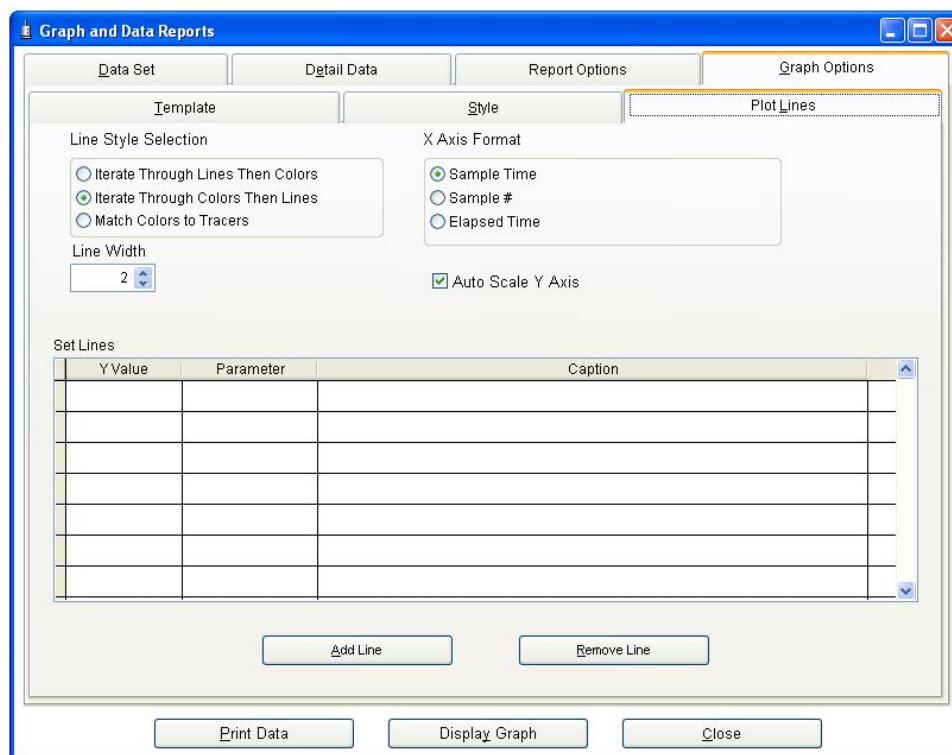 Graph and Data Reports
Data Set Detail Data Report Options Graph Options
Template Style Plot Lines
Line Style Selection
Iterate Through Lines Then Colors
Iterate Through Colors Then Lines
Match Colors to Tracers
X Axis Format
Sample Time
Sample #
Elapsed Time
Line Width
2
Auto Scale Y Axis
Set Lines
Y Value Parameter Caption
Add Line Remove Line
Print Data Display Graph Close